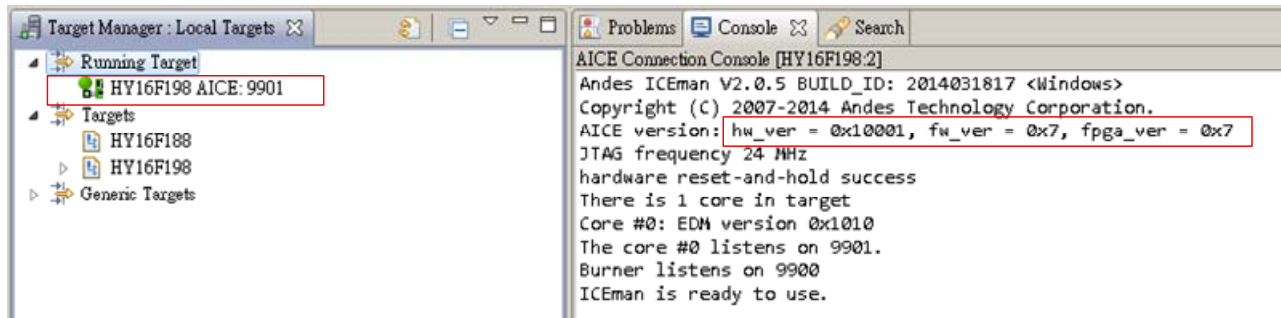 Target Manager : Local Targets
Running Target
HY16F198 AICE: 9901
Targets
HY16F188
HY16F198
Generic Targets
Problems Console Search
AICE Connection Console [HY16F198:2]
Andes ICEman V2.0.5 BUILD_ID: 2014031817 <Windows>
Copyright (C) 2007-2014 Andes Technology Corporation.
AICE version: hw_ver = 0x10001, fw_ver = 0x7, fpga_ver = 0x7
JTAG frequency 24 MHz
hardware reset-and-hold success
There is 1 core in target
Core #0: EDM version 0x1010
The core #0 listens on 9901.
Burner listens on 9900
ICEman is ready to use.